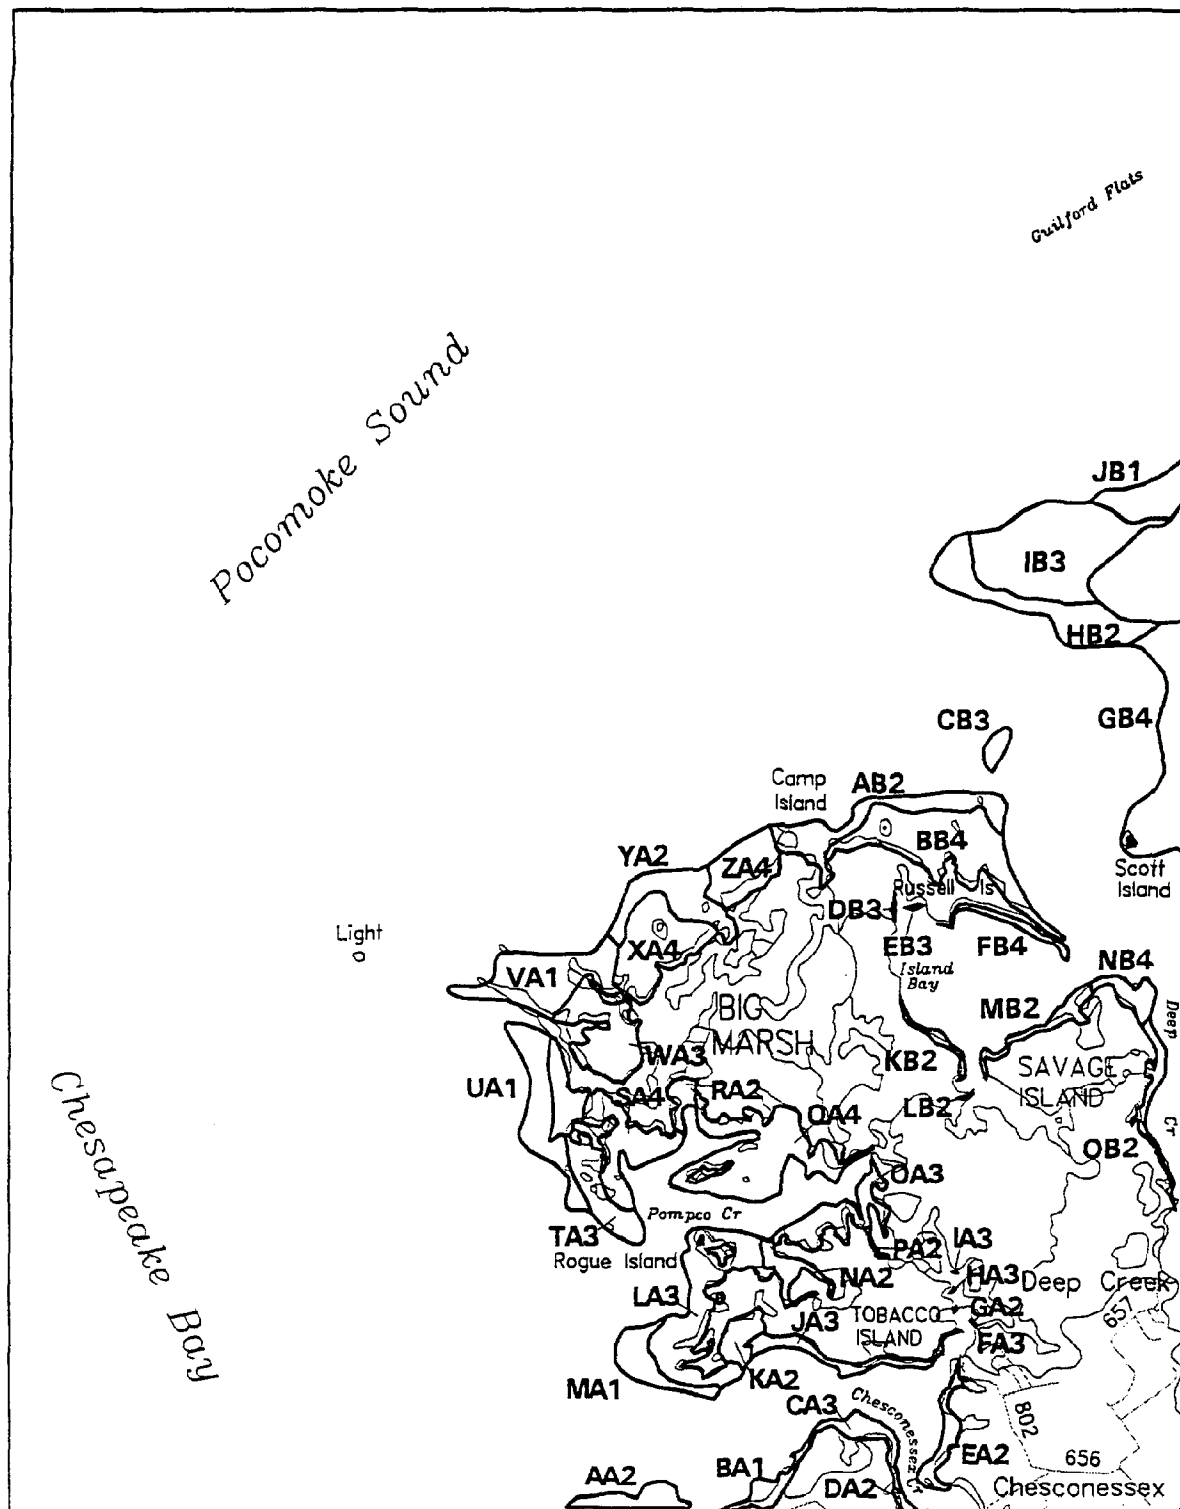 Guilford Flats
Pocomoke Sound
JB1
IB3
HB2
CB3
GB4
Camp
Island
AB2
BB4
YA2
ZA4
Scott
Island
Russell Is
DB3
Light
XA4
EB3
FB4
Island
Bay
NB4
VA1
MB2
Deep
Cr
BIG
MARSH
WA3
KB2
SAVAGE
ISLAND
UA1
SA4
RA2
LB2
QA4
OB2
OA3
Pompco Cr
TA3
Rogue Island
PA2
IA3
NA2
HA3
Deep Creek
LA3
JA3
TOBACCO
ISLAND
GA2
657
FA3
Chesapeake Bay
MA1
KA2
CA3
Chesconessex Cr
802
EA2
656
BA1
AA2
DA2
Chesconessex